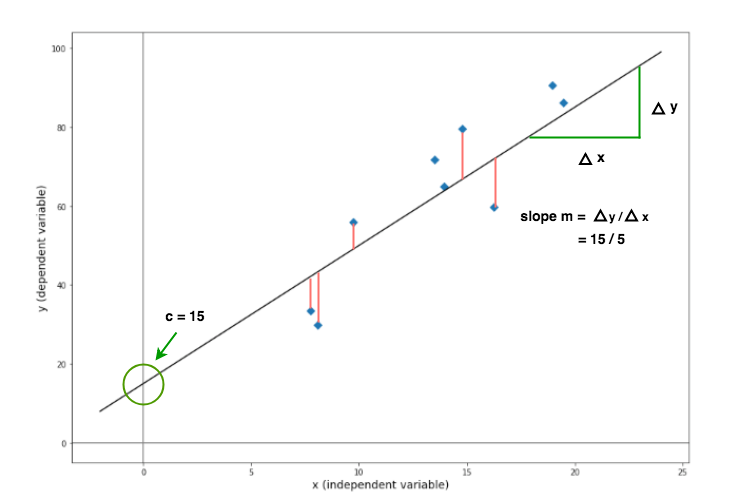 100
80
60
40
20
0
y (dependent variable)
c = 15
△ y
△ x
slope m = △y / △ x
= 15 / 5
0 5 10 15 20 25
x (independent variable)